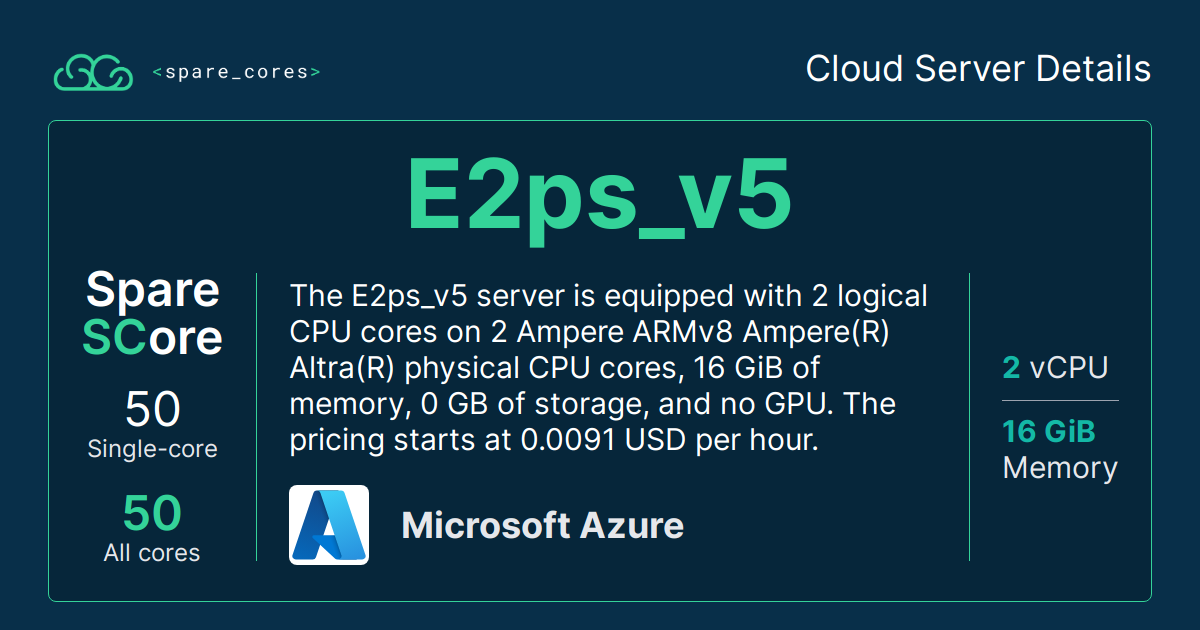 <spare_cores>
Cloud Server Details
E2ps_v5
Spare
SCore
50
Single-core
50
All cores
The E2ps_v5 server is equipped with 2 logical
CPU cores on 2 Ampere ARMv8 Ampere(R)
Altra(R) physical CPU cores, 16 GiB of
memory, 0 GB of storage, and no GPU. The
pricing starts at 0.0091 USD per hour.
Microsoft Azure
2 vCPU
16 GiB
Memory